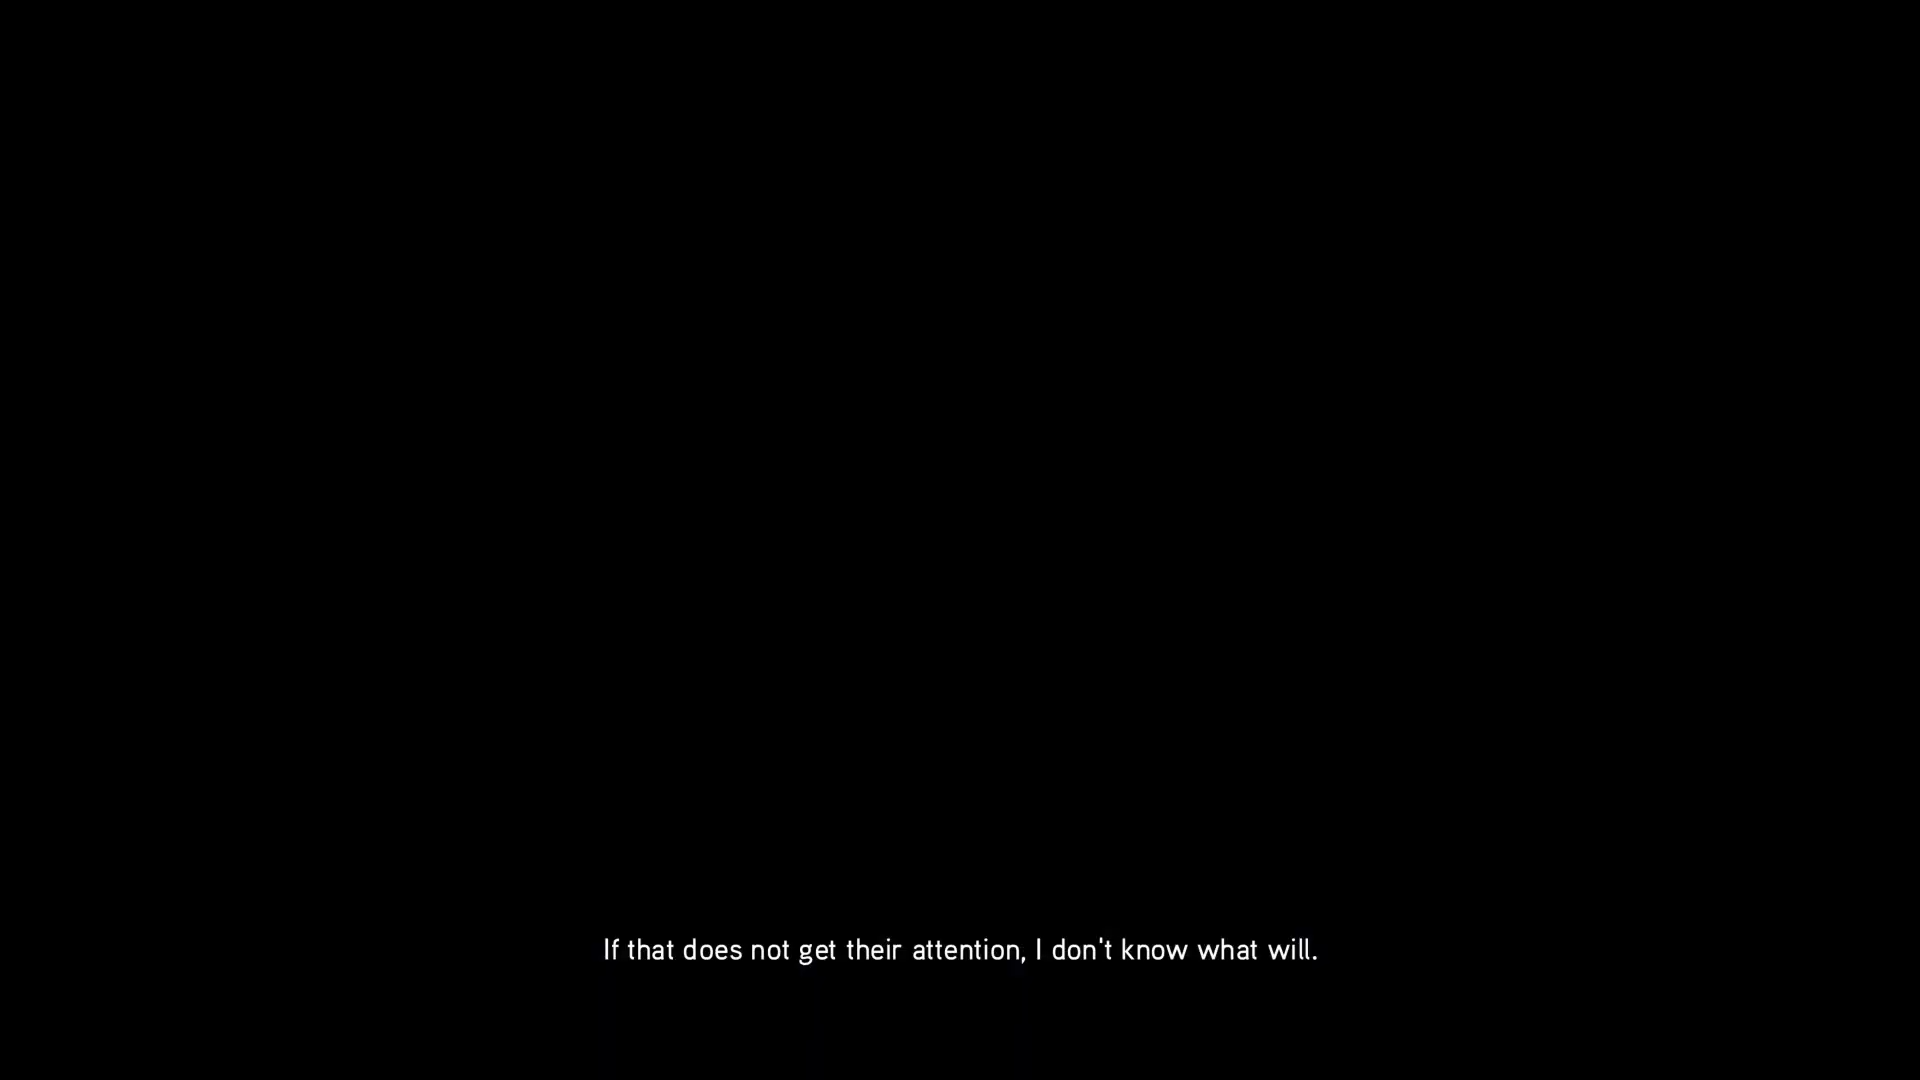 If that does not get their attention, I don't know what will.